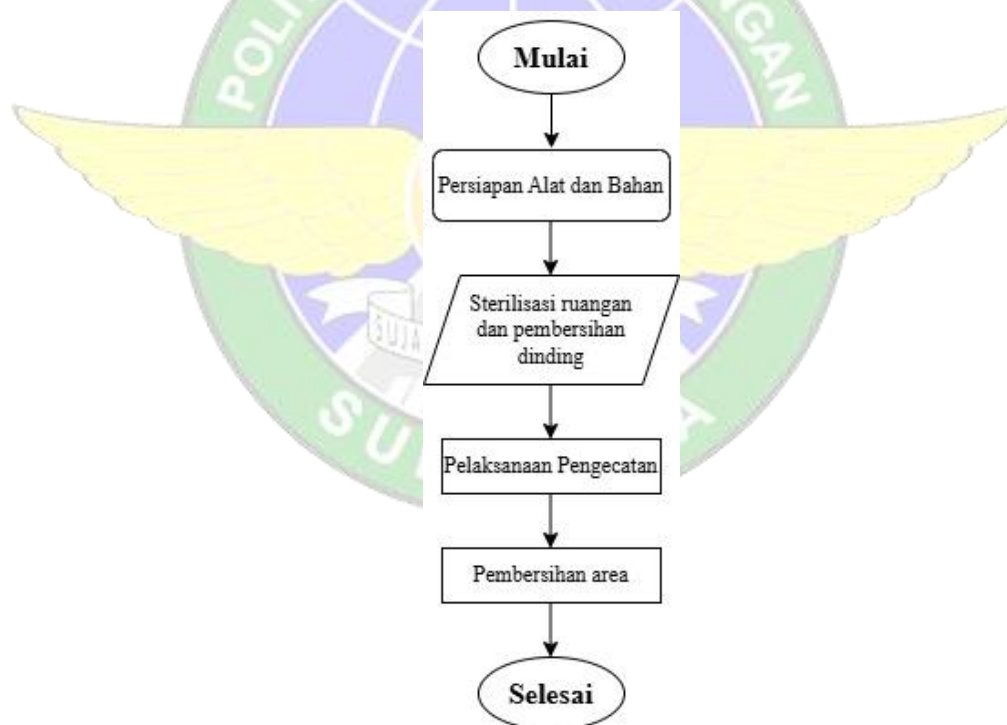 Mulai
Persiapan Alat dan Bahan
Sterilisasi ruangan
dan pembersihan
dinding
Pelaksanaan Pengecatan
Pembersihan area
Selesai